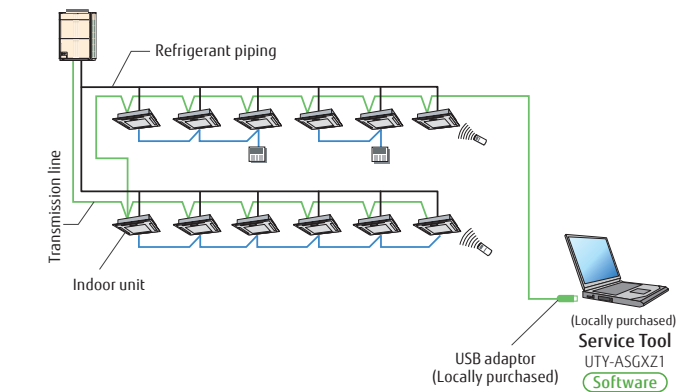 Refrigerant piping
Transmission line
Indoor unit
USB adaptor
(Locally purchased)
(Locally purchased)
Service Tool
UTY-ASGXZ1
Software